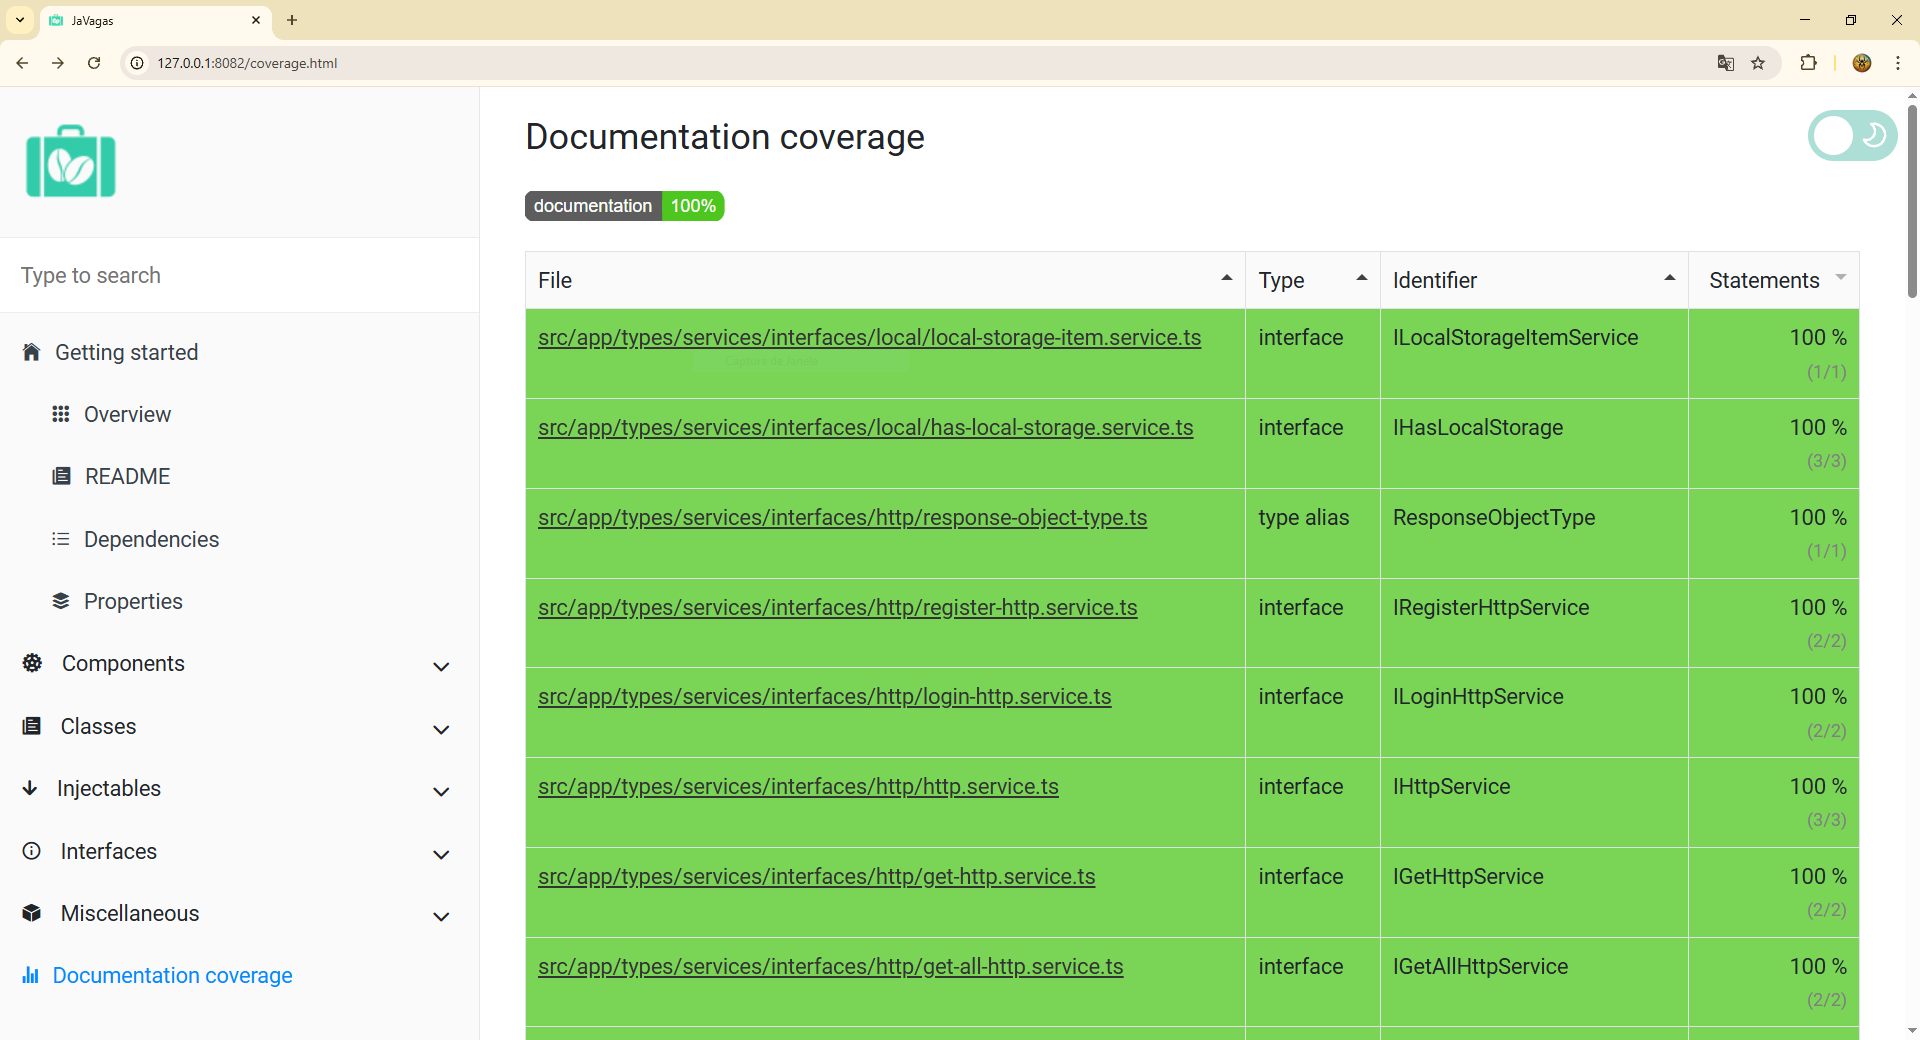 JaVagas
127.0.0.1:8082/coverage.html
Type to search
Getting started
Overview
README
Dependencies
Properties
Components
Classes
Injectables
Interfaces
Miscellaneous
Documentation coverage
Documentation coverage
documentation 100%
File Type Identifier Statements
src/app/types/services/interfaces/local/local-storage-item.service.ts interface ILocalStorageItemService 100 %
(1/1)
src/app/types/services/interfaces/local/has-local-storage.service.ts interface IHasLocalStorage 100 %
(3/3)
src/app/types/services/interfaces/http/response-object-type.ts type alias ResponseObjectType 100 %
(1/1)
src/app/types/services/interfaces/http/register-http.service.ts interface IRegisterHttpService 100 %
(2/2)
src/app/types/services/interfaces/http/login-http.service.ts interface ILoginHttpService 100 %
(2/2)
src/app/types/services/interfaces/http/http.service.ts interface IHttpService 100 %
(3/3)
src/app/types/services/interfaces/http/get-http.service.ts interface IGetHttpService 100 %
(2/2)
src/app/types/services/interfaces/http/get-all-http.service.ts interface IGetAllHttpService 100 %
(2/2)